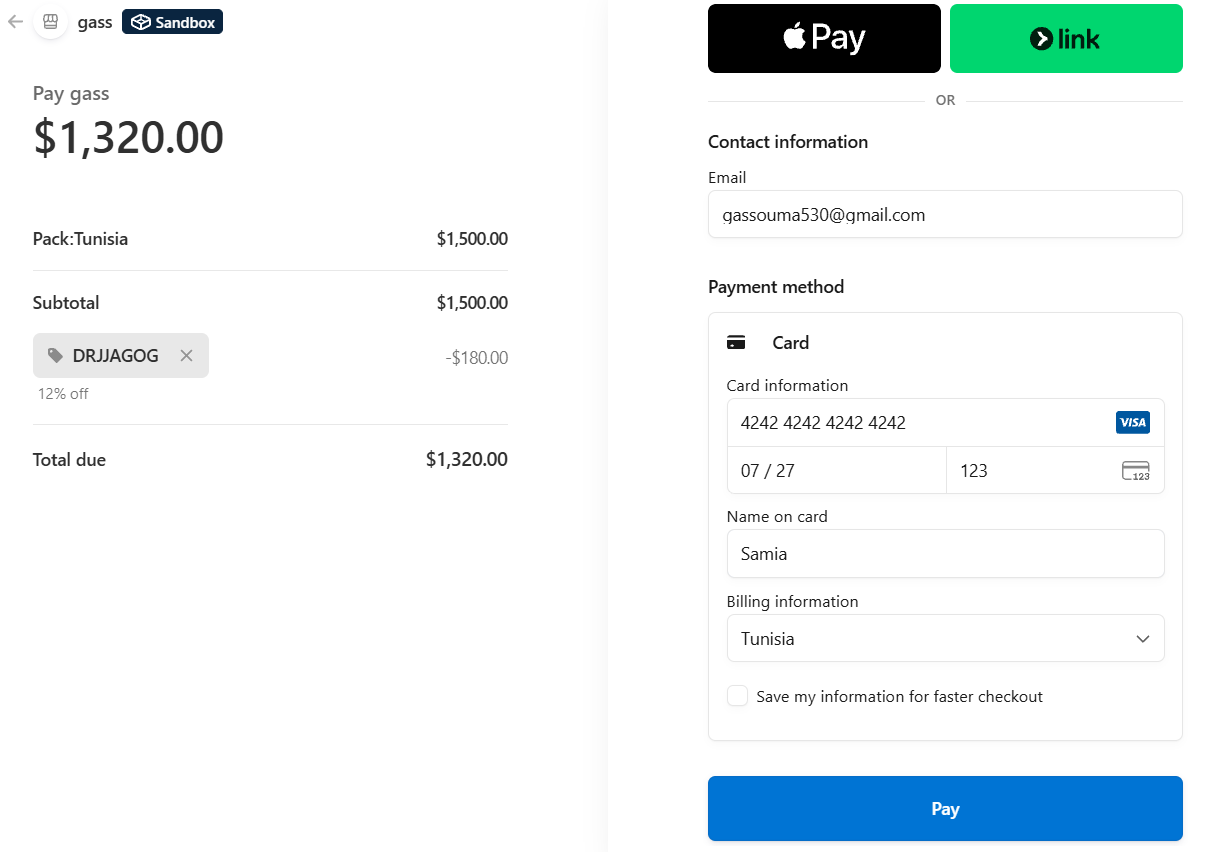 gass Sandbox
Pay gass
$1,320.00
Pack:Tunisia $1,500.00
Subtotal $1,500.00
DRJJAGOG -$180.00
12% off
Total due $1,320.00
Pay link
OR
Contact information
Email
gassouma530@gmail.com
Payment method
Card
Card information
4242 4242 4242 4242 VISA
07 / 27 123 123
Name on card
Samia
Billing information
Tunisia
Save my information for faster checkout
Pay